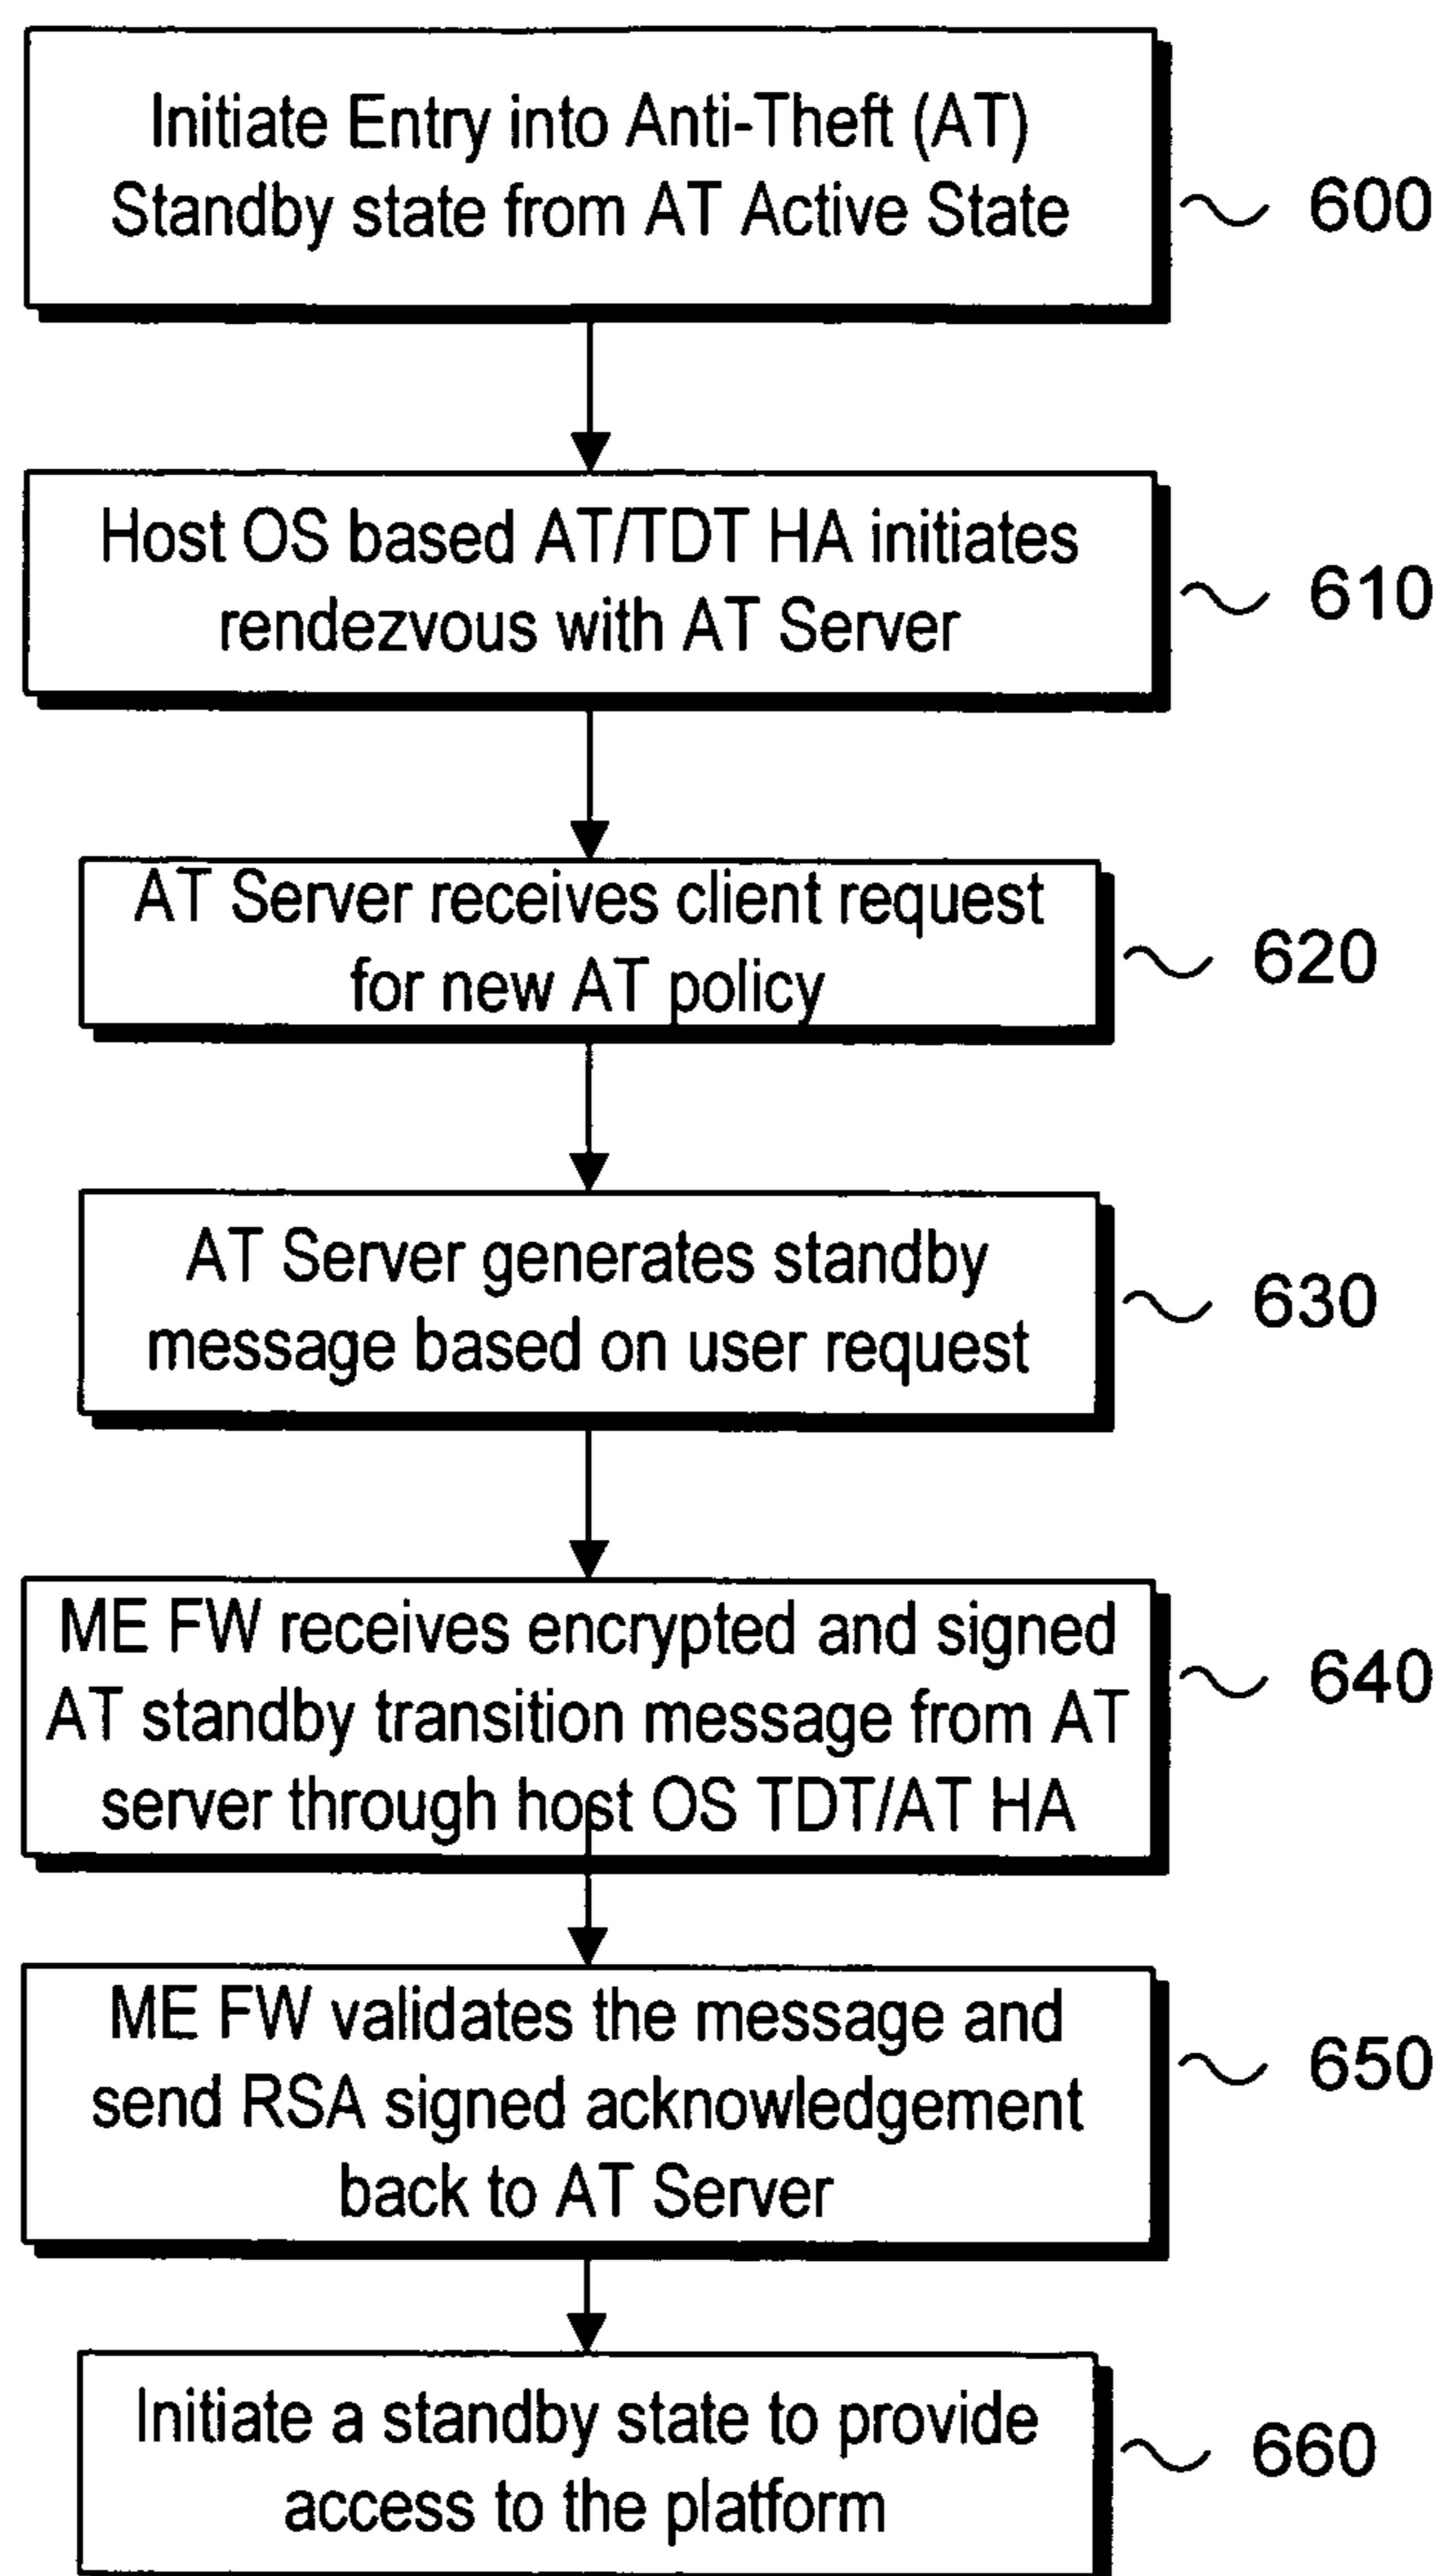 Initiate Entry into Anti-Theft (AT)
Standby state from AT Active State
600
Host OS based AT/TDT HA initiates
rendezvous with AT Server
610
AT Server receives client request
for new AT policy
620
AT Server generates standby
message based on user request
630
ME FW receives encrypted and signed
AT standby transition message from AT
server through host OS TDT/AT HA
640
ME FW validates the message and
send RSA signed acknowledgement
back to AT Server
650
Initiate a standby state to provide
access to the platform
660